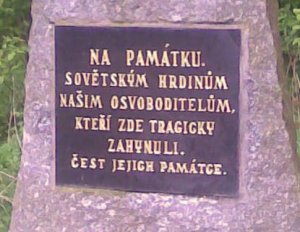 NA PAMÁTKU.
SOVĚTSKÝM HRDINŮM
NAŠIM OSVOBODITELŮM,
KTEŘÍ ZDE TRAGICKY
ZAHYNULI.
ČEST JEJICH PAMÁTCE.